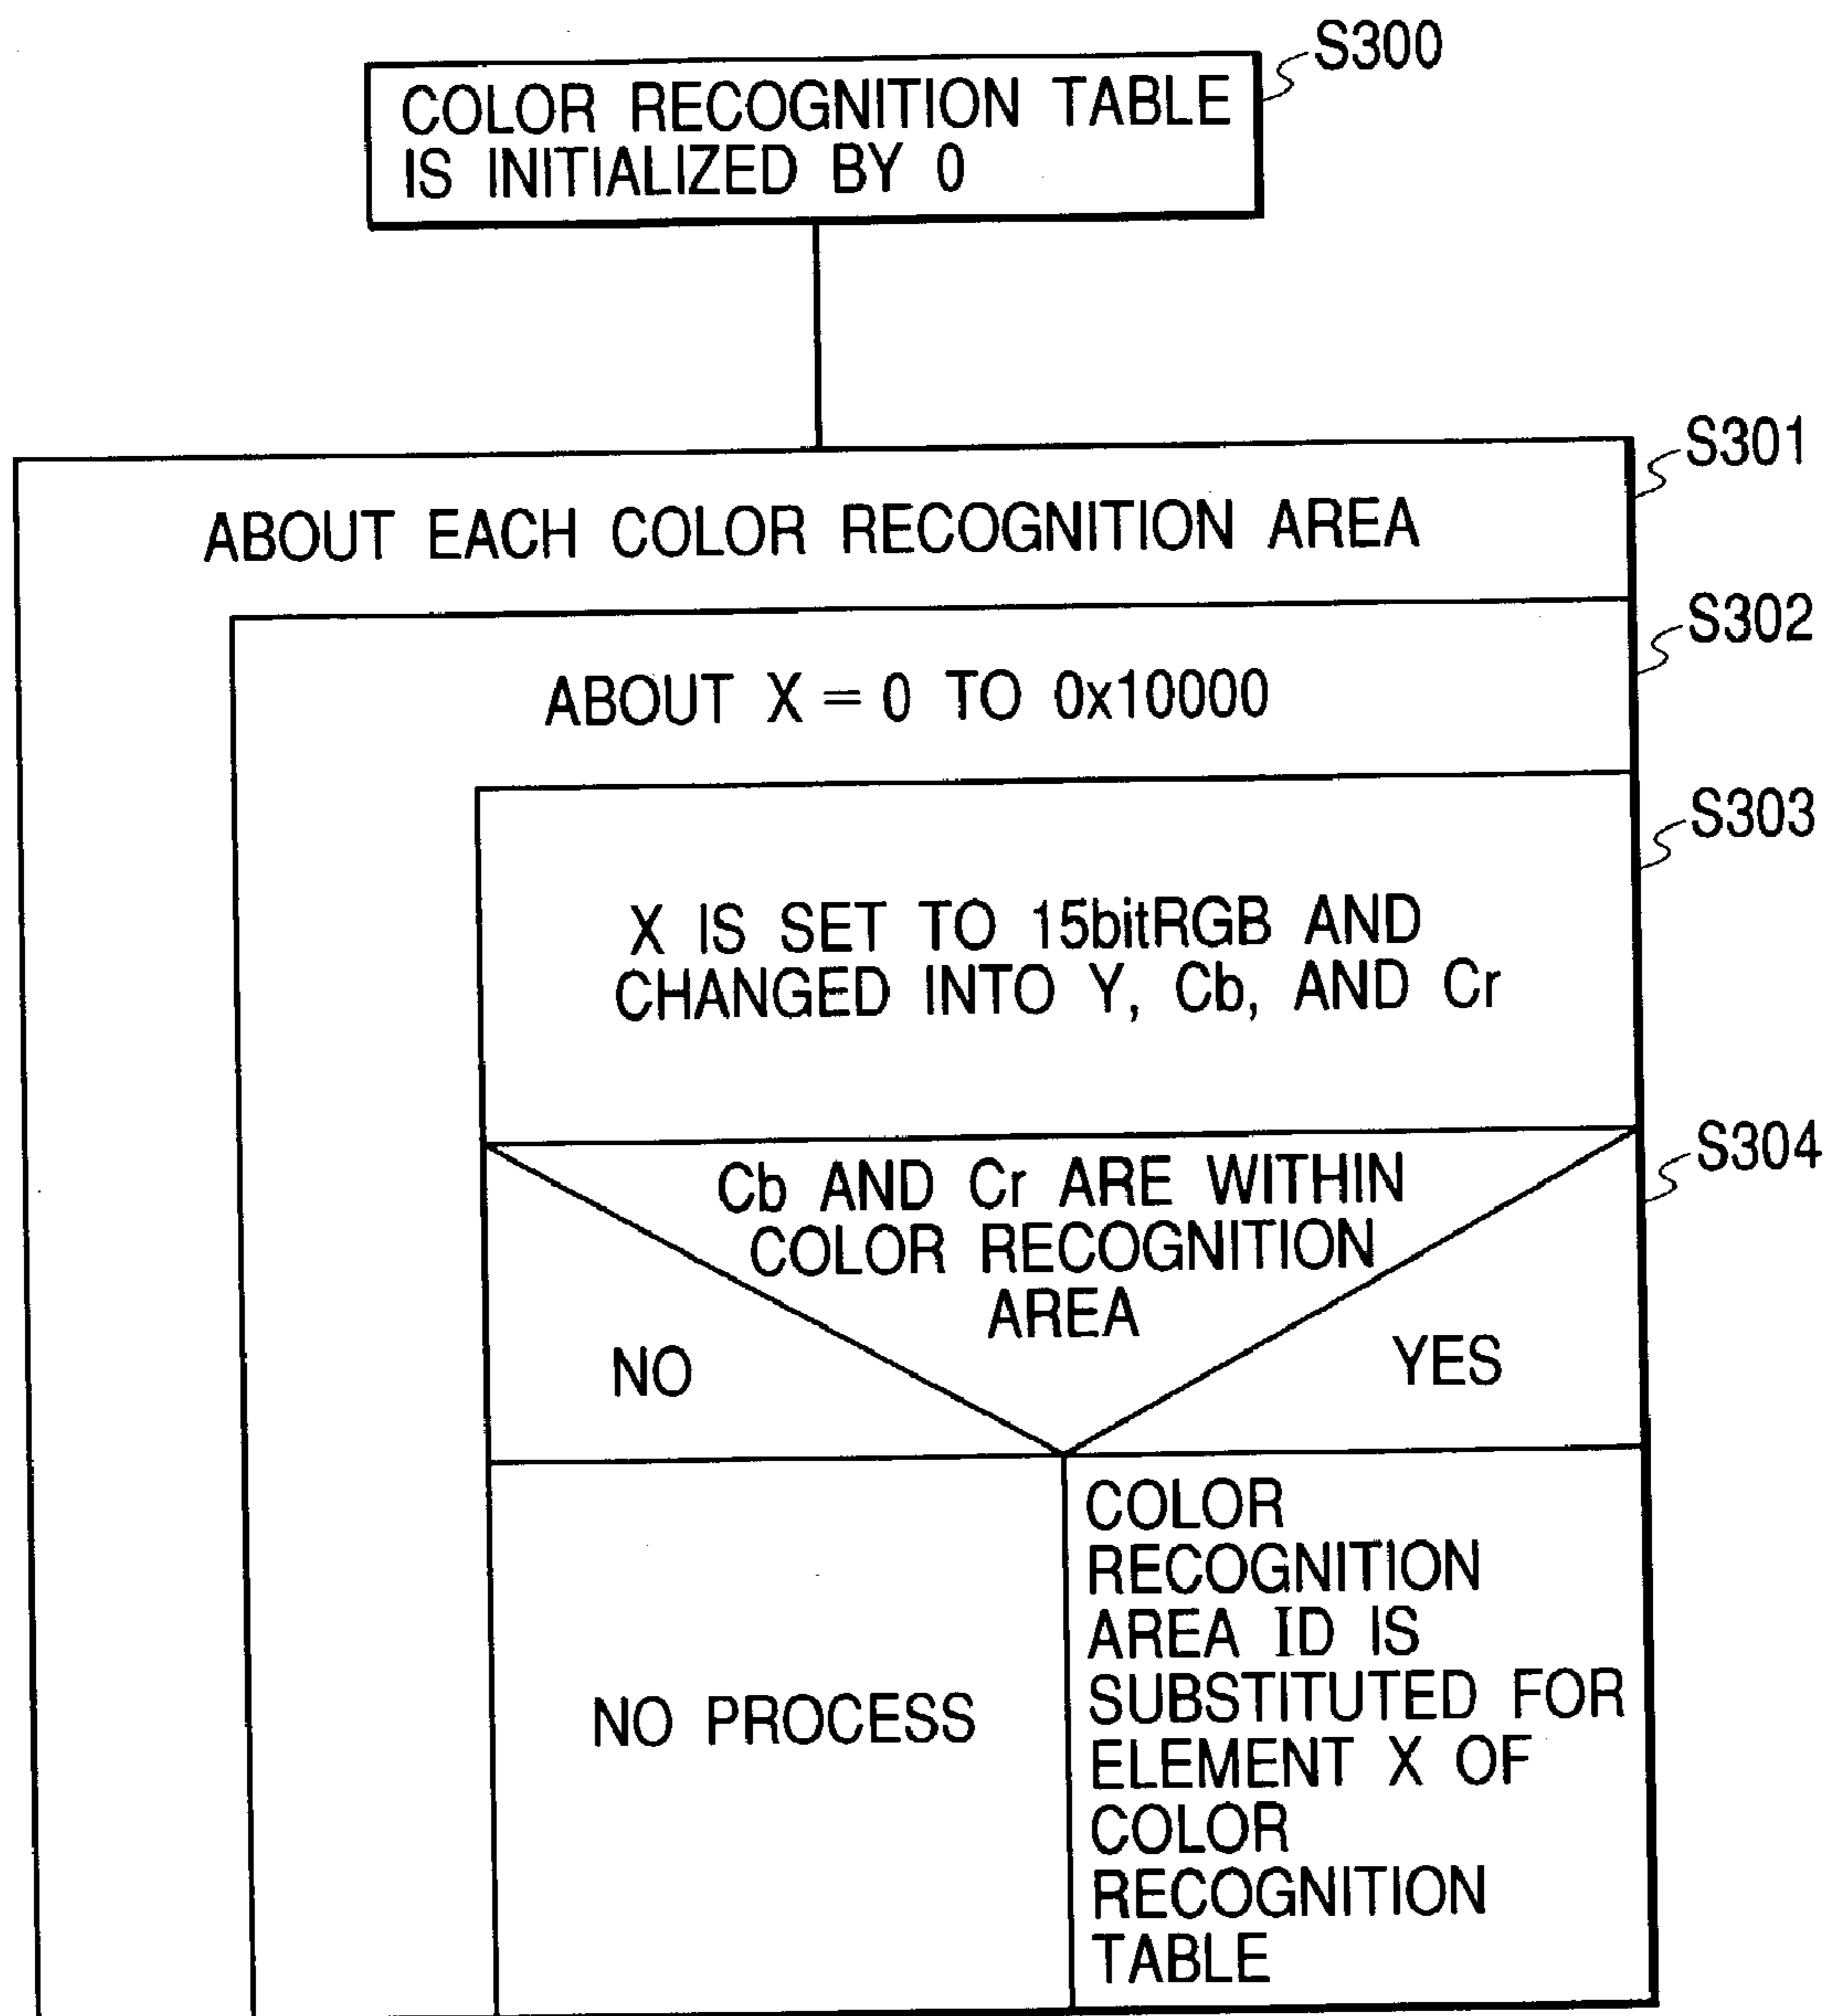 S300
COLOR RECOGNITION TABLE
IS INITIALIZED BY 0
S301
ABOUT EACH COLOR RECOGNITION AREA
S302
ABOUT X = 0 TO 0x10000
S303
X IS SET TO 15bitRGB AND
CHANGED INTO Y, Cb, AND Cr
S304
Cb AND Cr ARE WITHIN
COLOR RECOGNITION
AREA
NO
YES
NO PROCESS
COLOR
RECOGNITION
AREA ID IS
SUBSTITUTED FOR
ELEMENT X OF
COLOR
RECOGNITION
TABLE